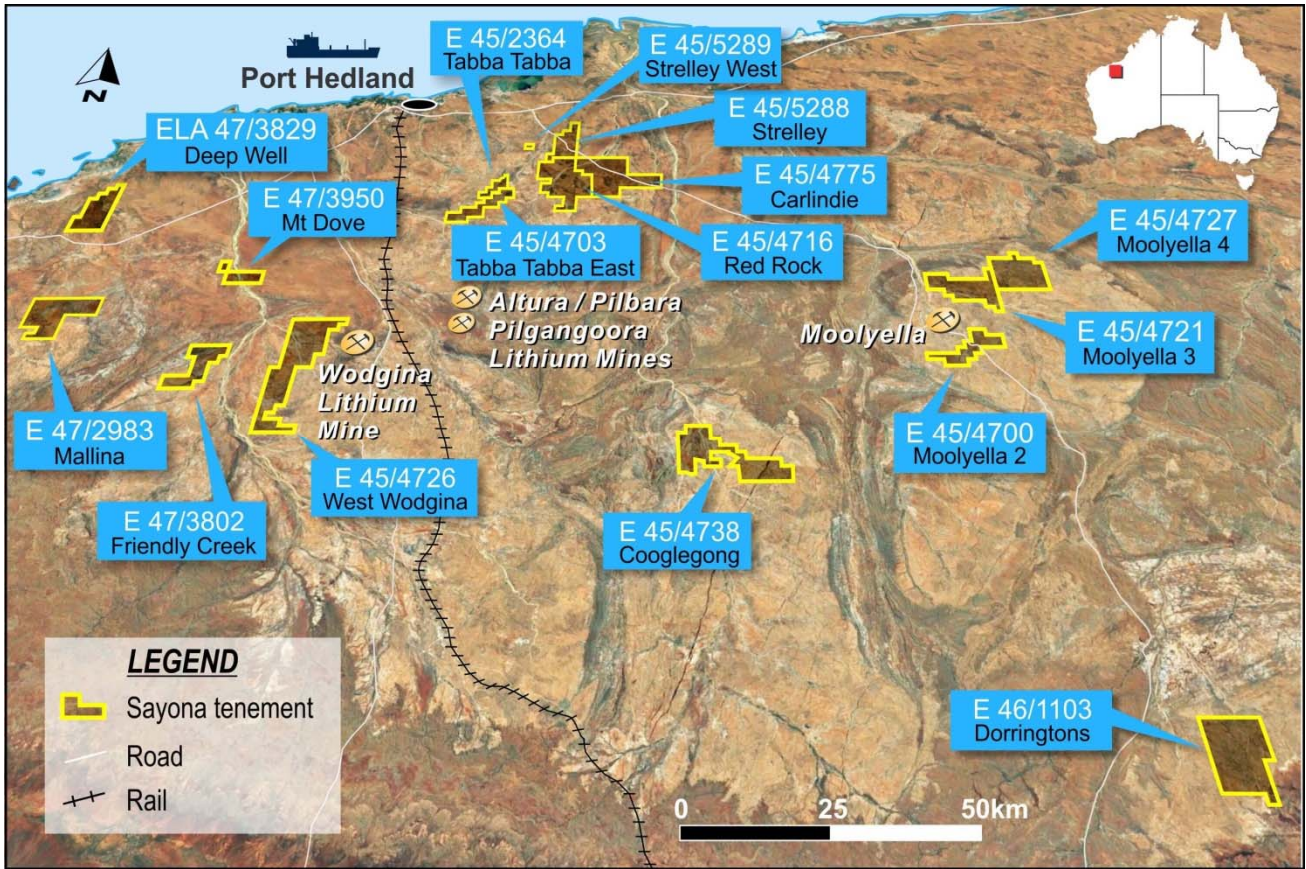 N
Port Hedland
E 45/2364
Tabba Tabba
E 45/5289
Strelley West
E 45/5288
Strelley
ELA 47/3829
Deep Well
E 47/3950
Mt Dove
E 45/4775
Carlindie
E 45/4703
Tabba Tabba East
E 45/4716
Red Rock
E 45/4727
Moolyella 4
Altura / Pilbara
Pilgangoora
Lithium Mines
Moolyella
E 45/4721
Moolyella 3
Wodgina
Lithium
Mine
E 47/2983
Mallina
E 45/4700
Moolyella 2
E 45/4726
West Wodgina
E 47/3802
Friendly Creek
E 45/4738
Cooglegong
LEGEND
Sayona tenement
Road
Rail
E 46/1103
Dorringtons
0 25 50km